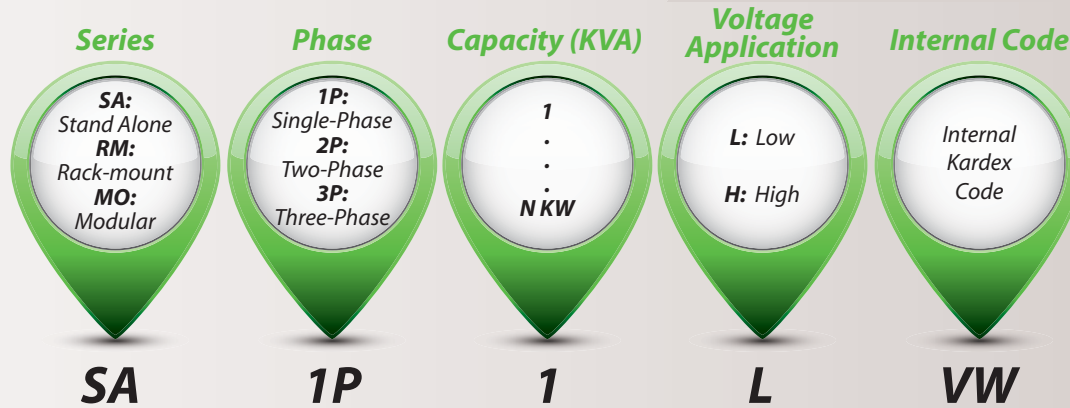 Series
Phase
Capacity (KVA)
Voltage
Application
Internal Code
SA:
Stand Alone
RM:
Rack-mount
MO:
Modular
1P:
Single-Phase
2P:
Two-Phase
3P:
Three-Phase
1
.
.
.
N KW
L: Low
H: High
Internal
Kardex
Code
SA
1P
1
L
VW